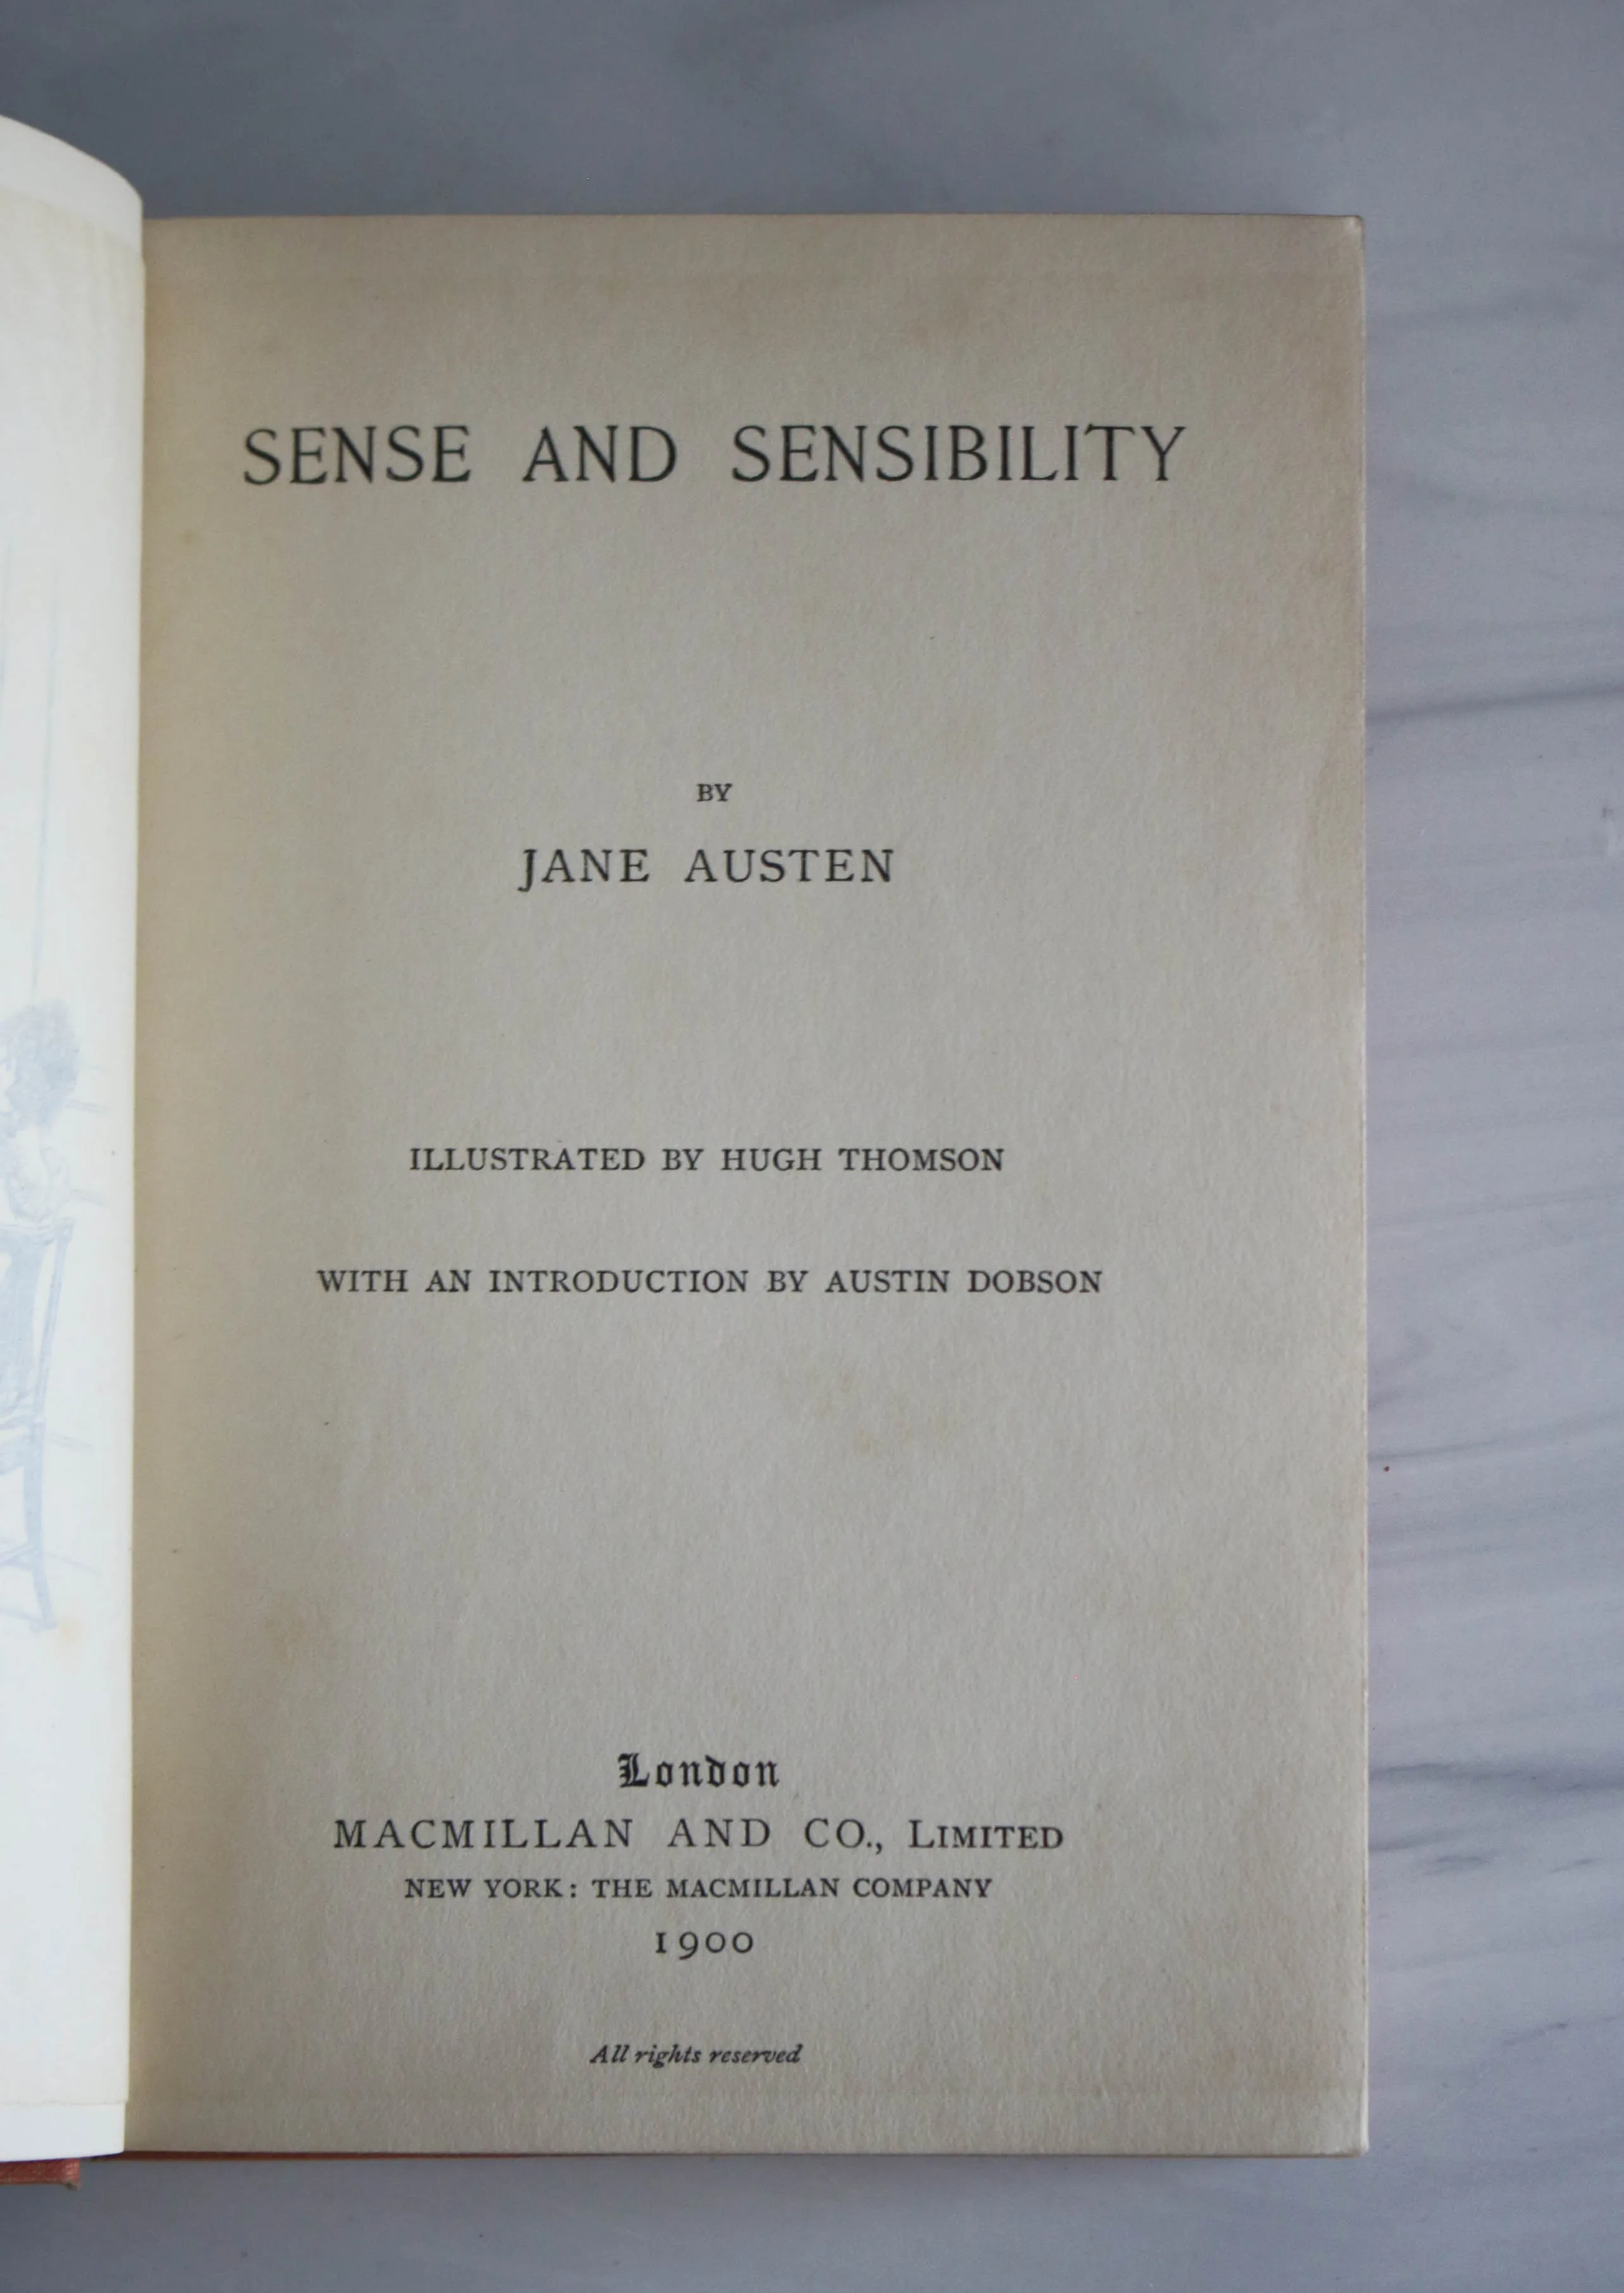 SENSE AND SENSIBILITY
BY
JANE AUSTEN
ILLUSTRATED BY HUGH THOMSON
WITH AN INTRODUCTION BY AUSTIN DOBSON
London
MACMILLAN AND CO., LIMITED
NEW YORK: THE MACMILLAN COMPANY
1900
All rights reserved